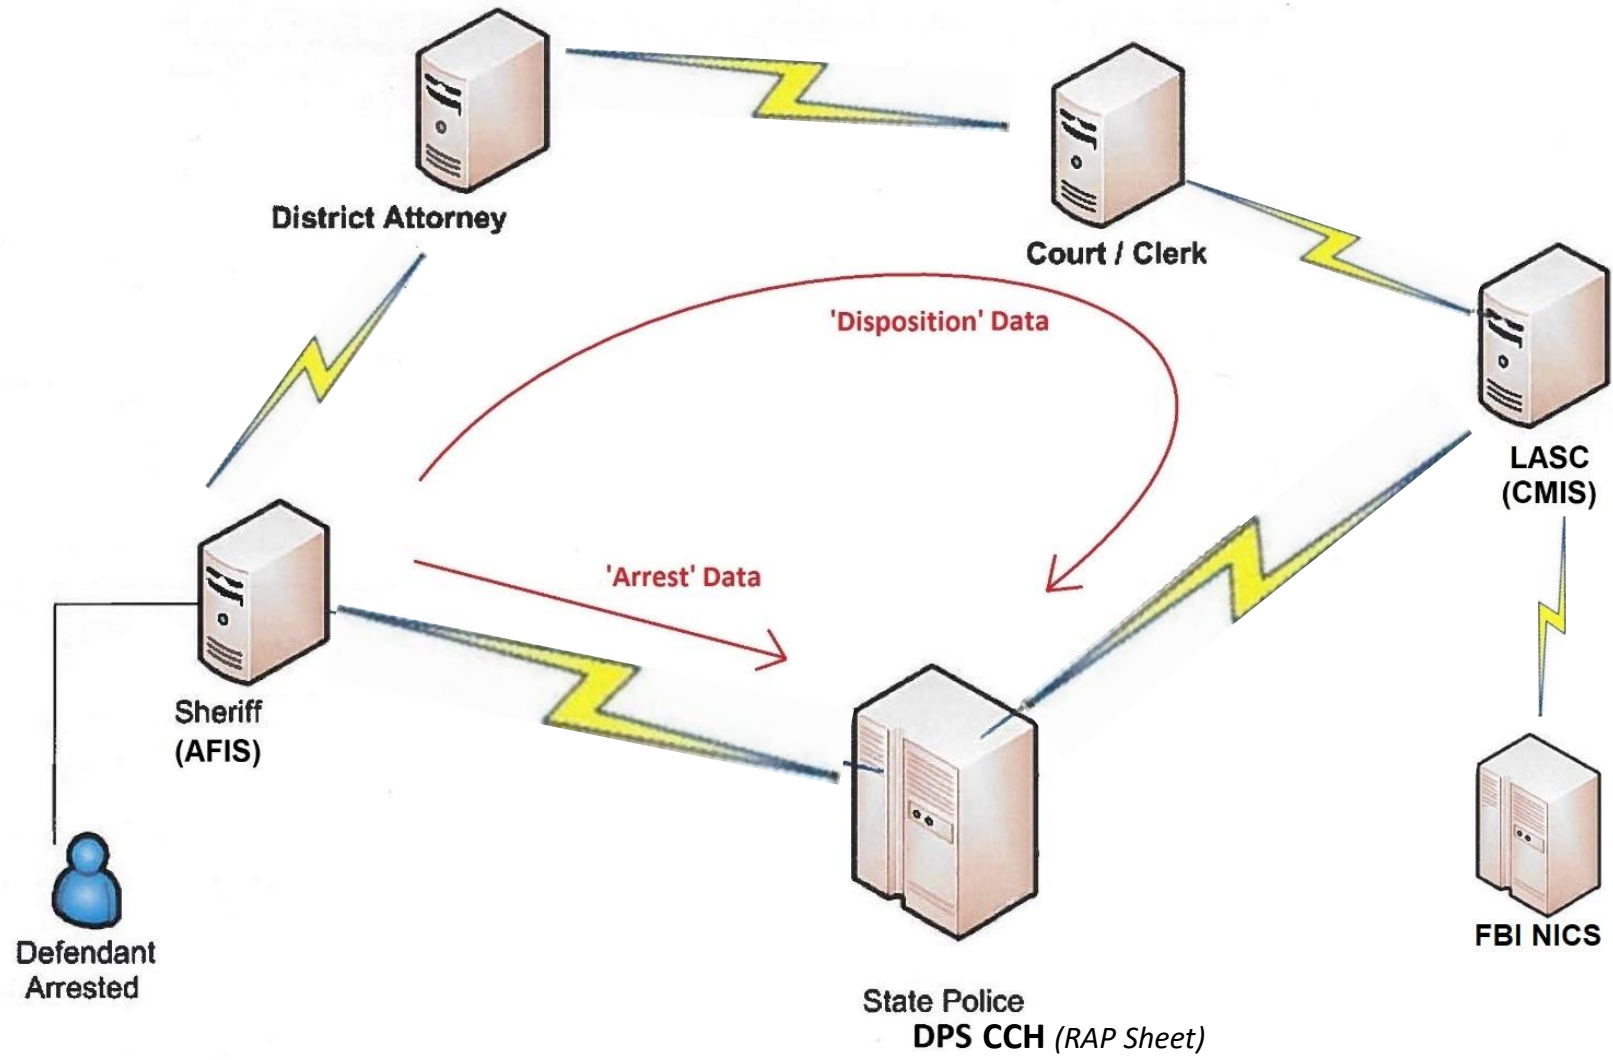 District Attorney
Court / Clerk
'Disposition' Data
LASC
(CMIS)
'Arrest' Data
Sheriff
(AFIS)
FBI NICS
Defendant
Arrested
State Police
DPS CCH (RAP Sheet)